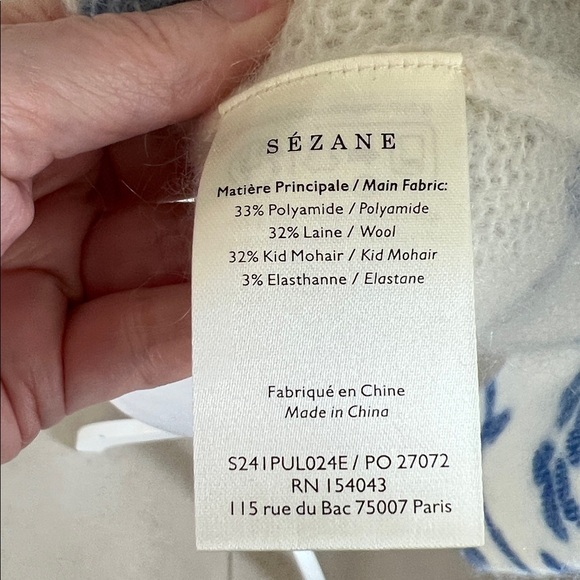 SÉZANE
Matière Principale / Main Fabric:
33% Polyamide / Polyamide
32% Laine / Wool
32% Kid Mohair / Kid Mohair
3% Elasthanne / Elastane
Fabriqué en Chine
Made in China
S241PUL024E / PO 27072
RN 154043
115 rue du Bac 75007 Paris